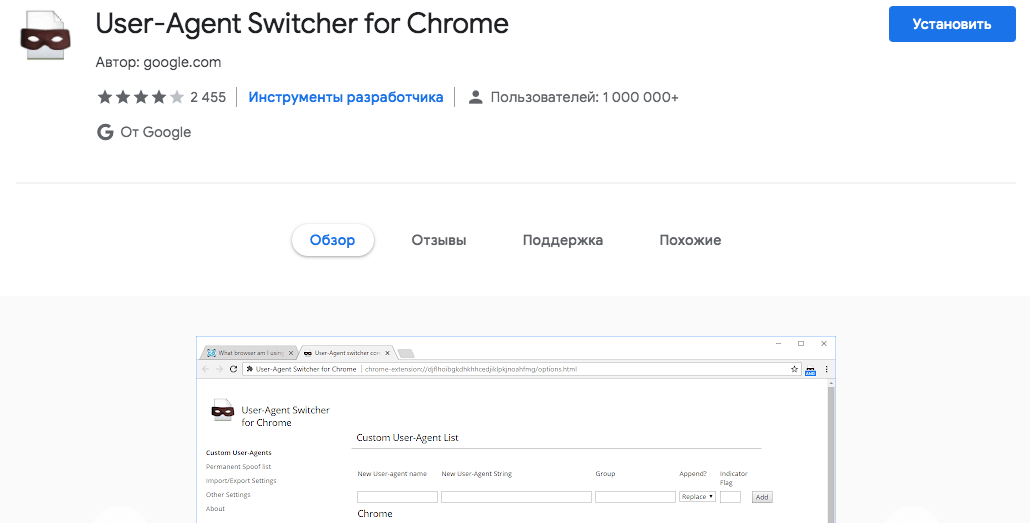 User-Agent Switcher for Chrome
Установить
Автор: google.com
2 455 Инструменты разработчика Пользователей: 1 000 000+
От Google
Обзор Отзывы Поддержка Похожие
What browser am I using User-Agent switcher con
User-Agent Switcher for Chrome chrome-extension://djflhoibgkdhkhhcedjiklpkjnoahfmg/options.html
User-Agent Switcher
for Chrome
Custom User-Agent List
Custom User-Agents
Permanent Spoof list
Import/Export Settings
Other Settings
About
New User-agent name New User-Agent String Group Append? Indicator
Flag
Replace Add
Chrome